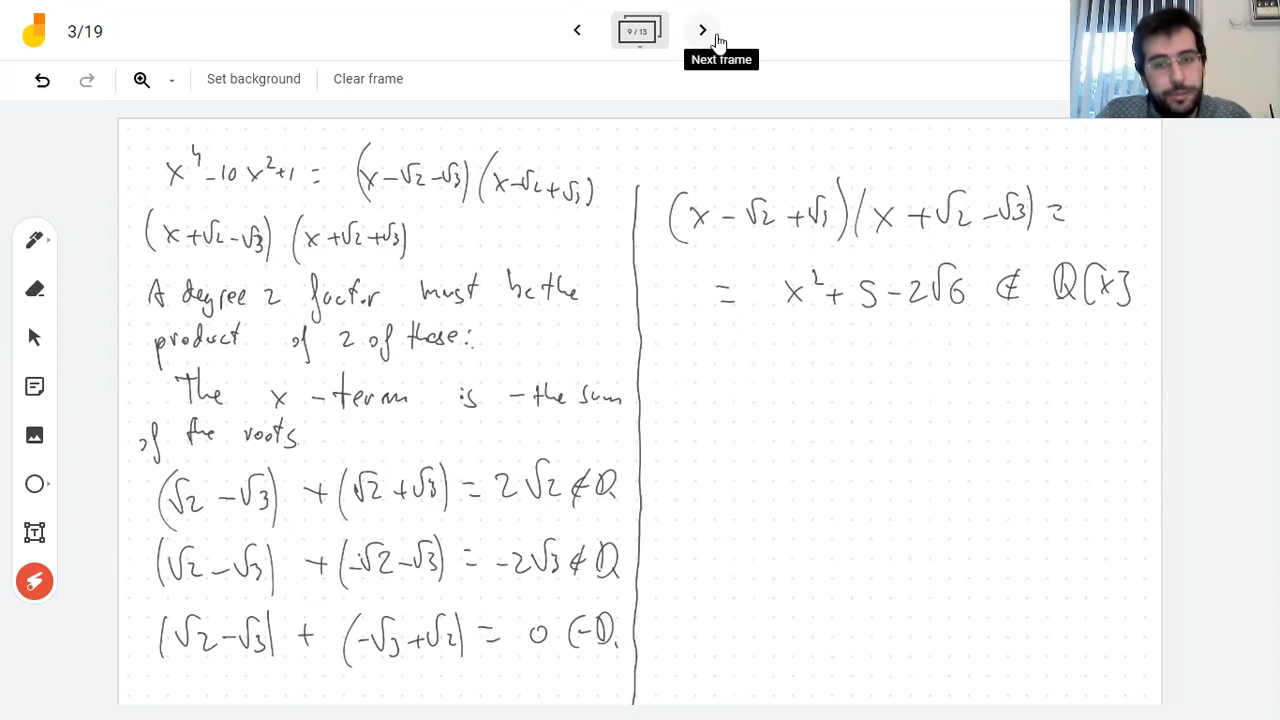 3/19
9 / 13
Next frame
Set background
Clear frame
x⁴ -10 x² +1 = (x-√2-√3)(x-√2+√3)
(x+√2-√3) (x+√2+√3)
A degree 2 factor must be the
product of 2 of these:
The x-term is - the sum
of the roots.
(√2 - √3) + (√2 + √3) = 2√2 ∉ Q
(√2 - √3) + (-√2 - √3) = -2√3 ∉ Q
(√2 - √3) + (-√3 + √2) = 0 ∈ Q.
(x - √2 + √3)(x + √2 - √3) =
= x² + 5 - 2√6 ∉ Q[x]